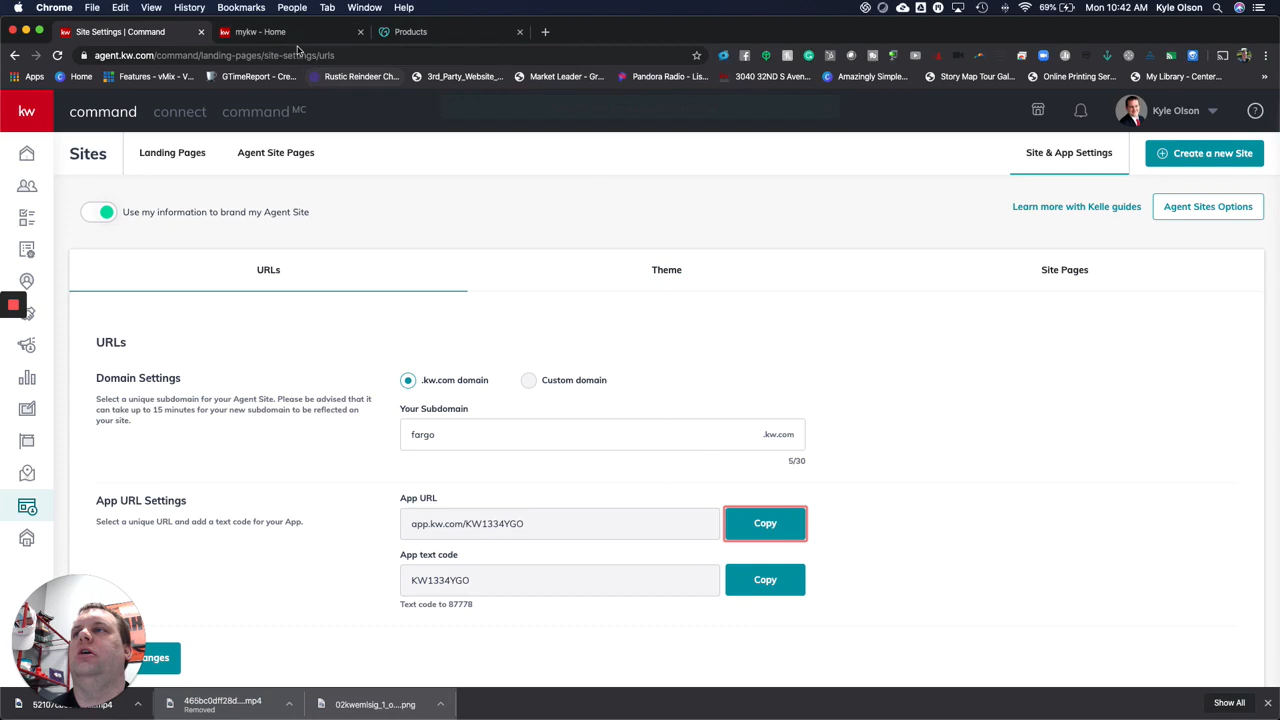 Chrome File Edit View History Bookmarks People Tab Window Help
69% Mon 10:42 AM Kyle Olson
Site Settings | Command
mykw - Home
Products
agent.kw.com/command/landing-pages/site-settings/urls
Apps
Home
Features - vMix - V...
GTimeReport - Cre...
Rustic Reindeer Ch...
3rd_Party_Website...
Market Leader - Gr...
Pandora Radio - Lis...
3040 32ND S Aven...
Amazingly Simple...
Story Map Tour Gal...
Online Printing Ser...
My Library - Center...
kw command connect command MC
Kyle Olson
Sites
Landing Pages
Agent Site Pages
Site & App Settings
Create a new Site
Use my information to brand my Agent Site
Learn more with Kelle guides
Agent Sites Options
URLs
Theme
Site Pages
URLs
Domain Settings
Select a unique subdomain for your Agent Site. Please be advised that it
can take up to 15 minutes for your new subdomain to be reflected on
your site.
.kw.com domain
Custom domain
Your Subdomain
fargo .kw.com
5/30
App URL Settings
Select a unique URL and add a text code for your App.
App URL
app.kw.com/KW1334YGO
Copy
App text code
KW1334YGO
Copy
Text code to 87778
anges
465bc0dff28d....mp4
Removed
02kwemlsig_1_o....png
Show All